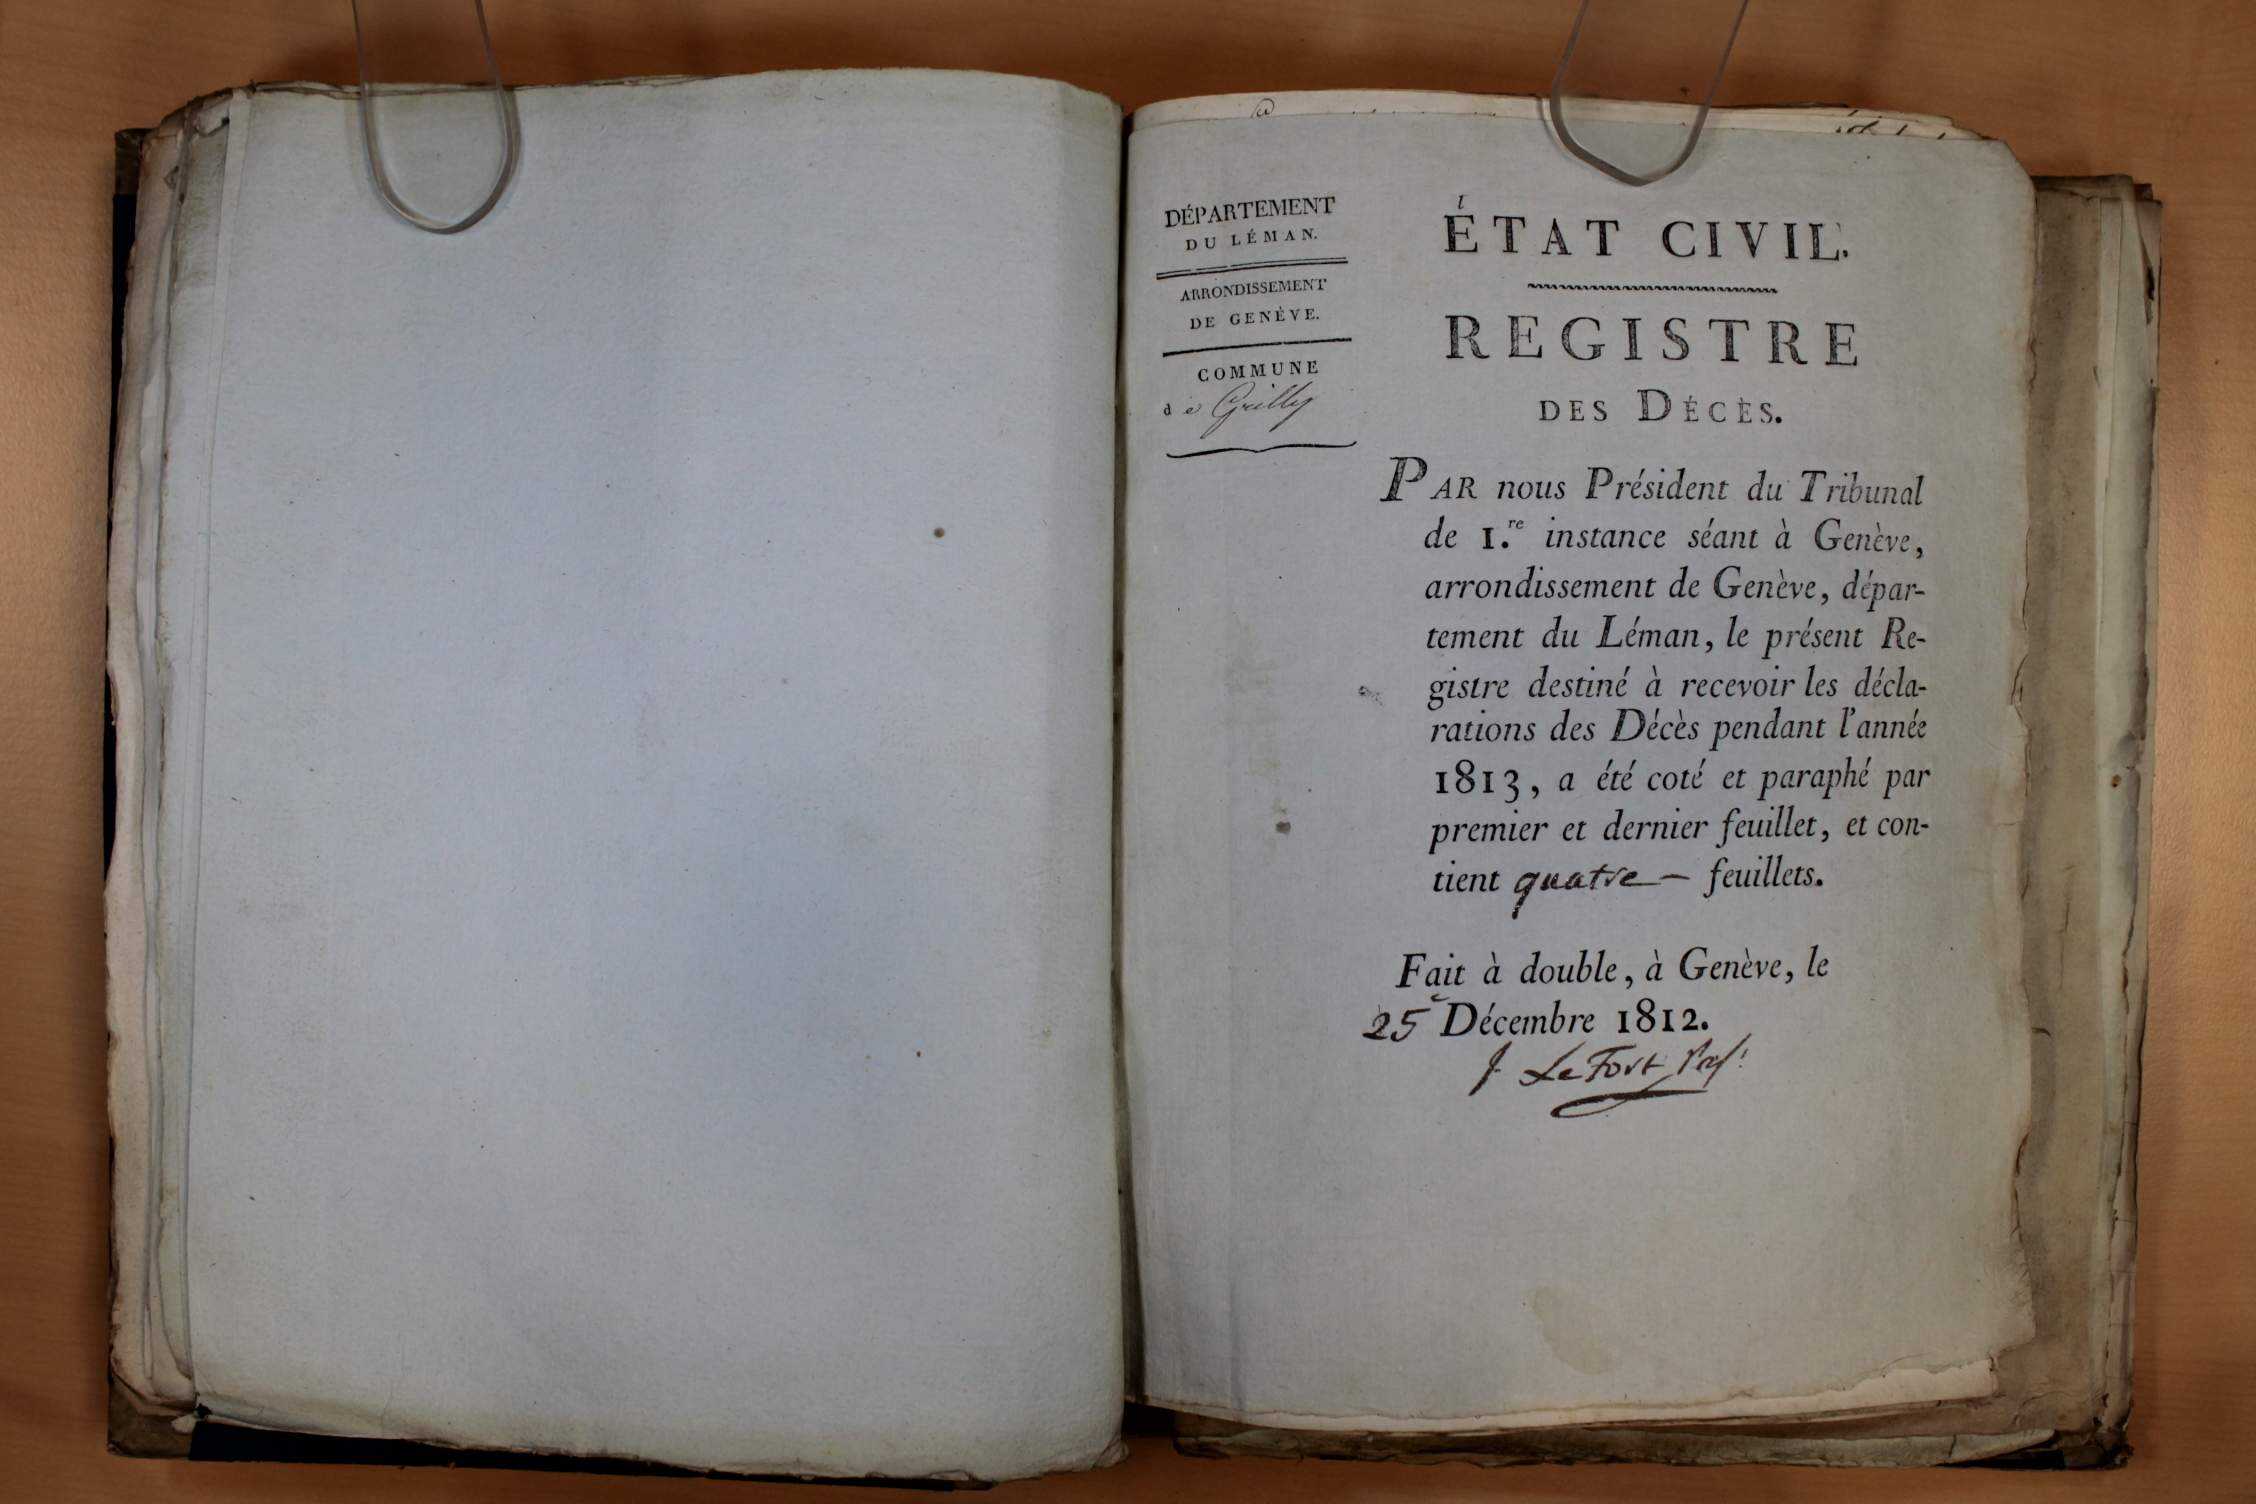 DÉPARTEMENT
DU LÉMAN.
ARRONDISSEMENT
DE GENÈVE.
COMMUNE
de Grilly
ÉTAT CIVIL.
REGISTRE
DES DÉCÈS.
PAR nous Président du Tribunal
de 1.re instance séant à Genève,
arrondissement de Genève, dépar-
tement du Léman, le présent Re-
gistre destiné à recevoir les décla-
rations des Décès pendant l'année
1813, a été coté et paraphé par
premier et dernier feuillet, et con-
tient quatre — feuillets.
Fait à double, à Genève, le
25 Décembre 1812.
J. LeFort